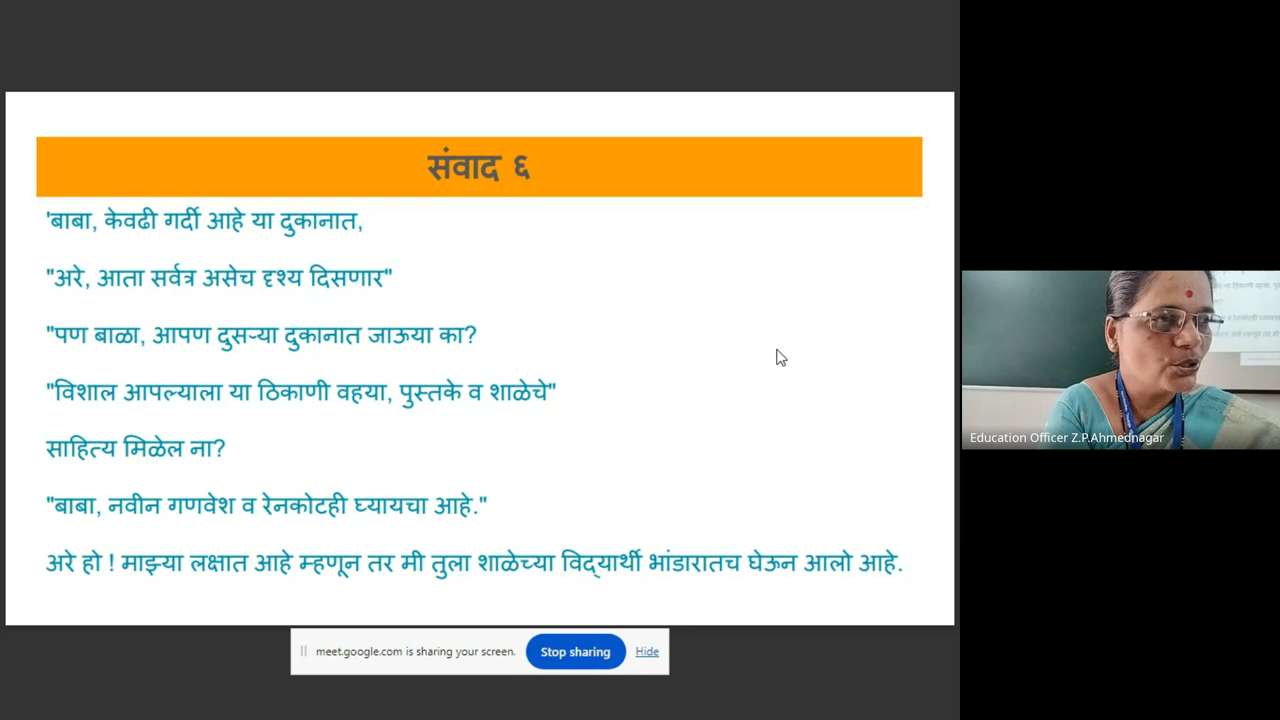 संवाद ६
'बाबा, केवढी गर्दी आहे या दुकानात,
"अरे, आता सर्वत्र असेच दृश्य दिसणार"
"पण बाळा, आपण दुसऱ्या दुकानात जाऊया का?
"विशाल आपल्याला या ठिकाणी वहया, पुस्तके व शाळेचे"
साहित्य मिळेल ना?
"बाबा, नवीन गणवेश व रेनकोटही घ्यायचा आहे."
अरे हो ! माझ्या लक्षात आहे म्हणून तर मी तुला शाळेच्या विद्यार्थी भांडारातच घेऊन आलो आहे.
meet.google.com is sharing your screen.
Stop sharing
Hide
Education Officer Z.P.Ahmednagar